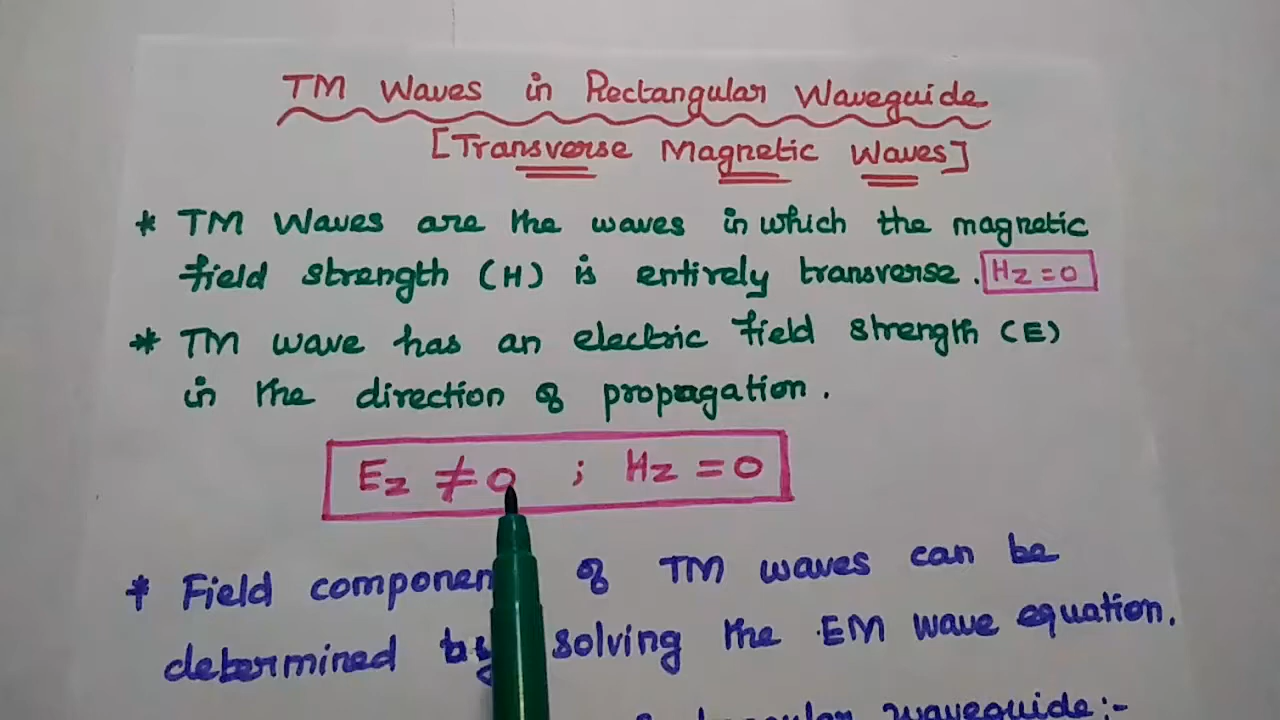 TM Waves in Rectangular Waveguide
[Transverse Magnetic Waves]
* TM Waves are the waves in which the magnetic
field strength (H) is entirely transverse. Hz = 0
* TM wave has an electric field strength (E)
in the direction of propagation.
Ez ≠ 0 ; Hz = 0
* Field componen of TM waves can be
determined by solving the EM wave equation.
waveguide:-